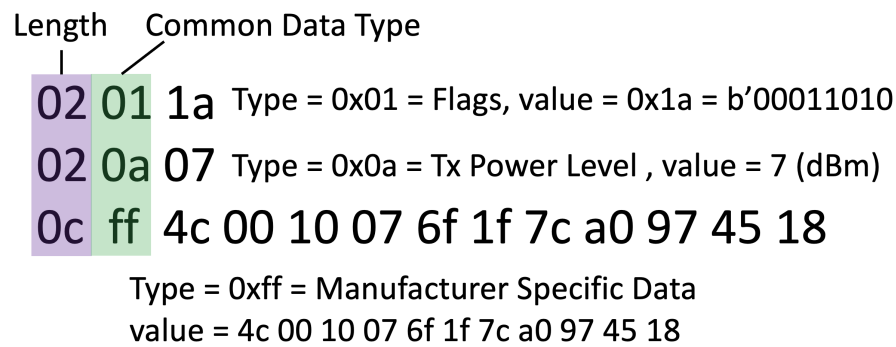 Length Common Data Type
02 01 1a Type = 0x01 = Flags, value = 0x1a = b’00011010
02 0a 07 Type = 0x0a = Tx Power Level , value = 7 (dBm)
0c ff 4c 00 10 07 6f 1f 7c a0 97 45 18
Type = 0xff = Manufacturer Specific Data
value = 4c 00 10 07 6f 1f 7c a0 97 45 18